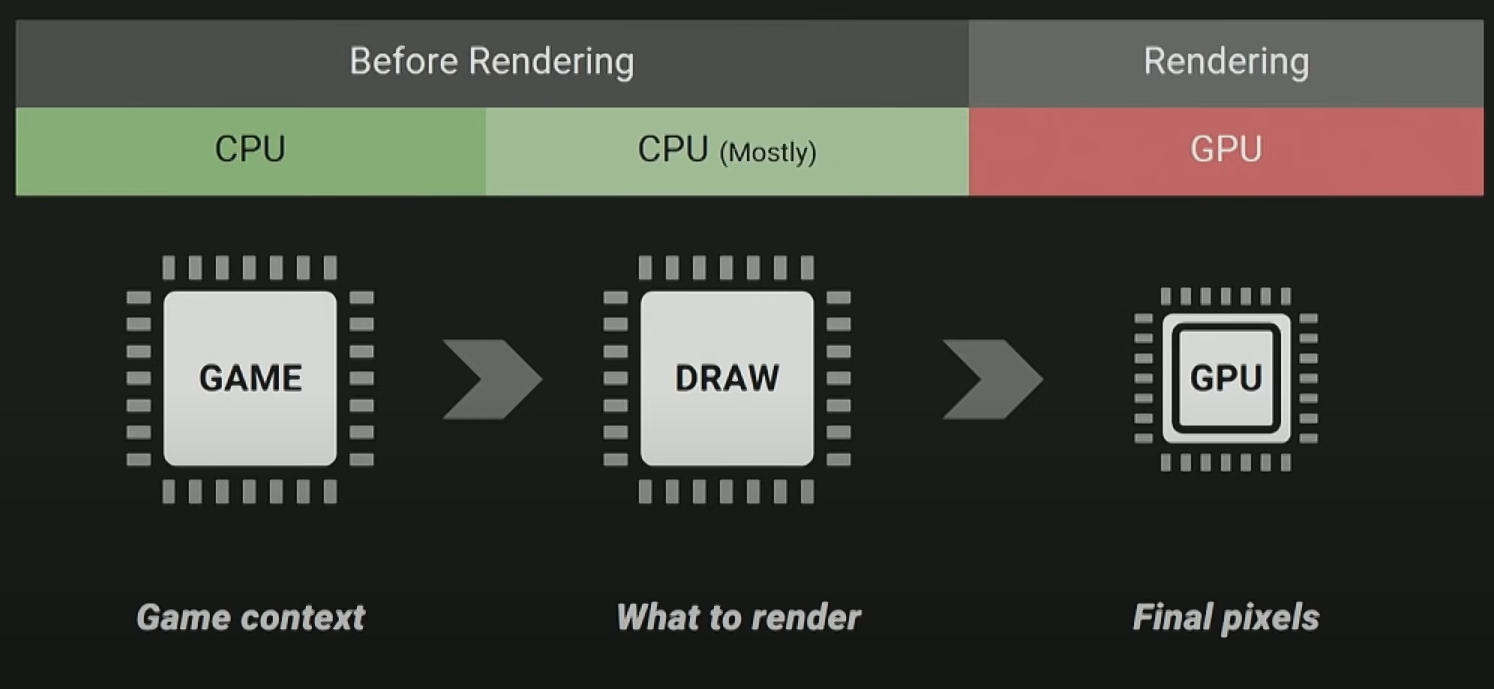 Before Rendering
Rendering
CPU
CPU (Mostly)
GPU
GAME
DRAW
GPU
Game context
What to render
Final pixels